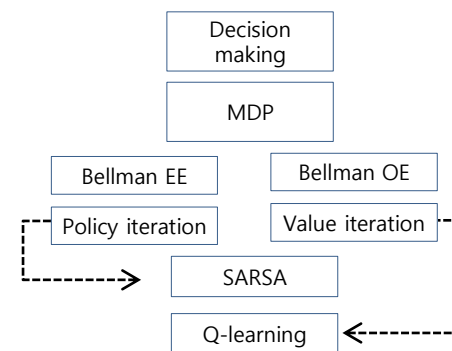 Decision
making
MDP
Bellman EE
Bellman OE
Policy iteration
Value iteration
SARSA
Q-learning